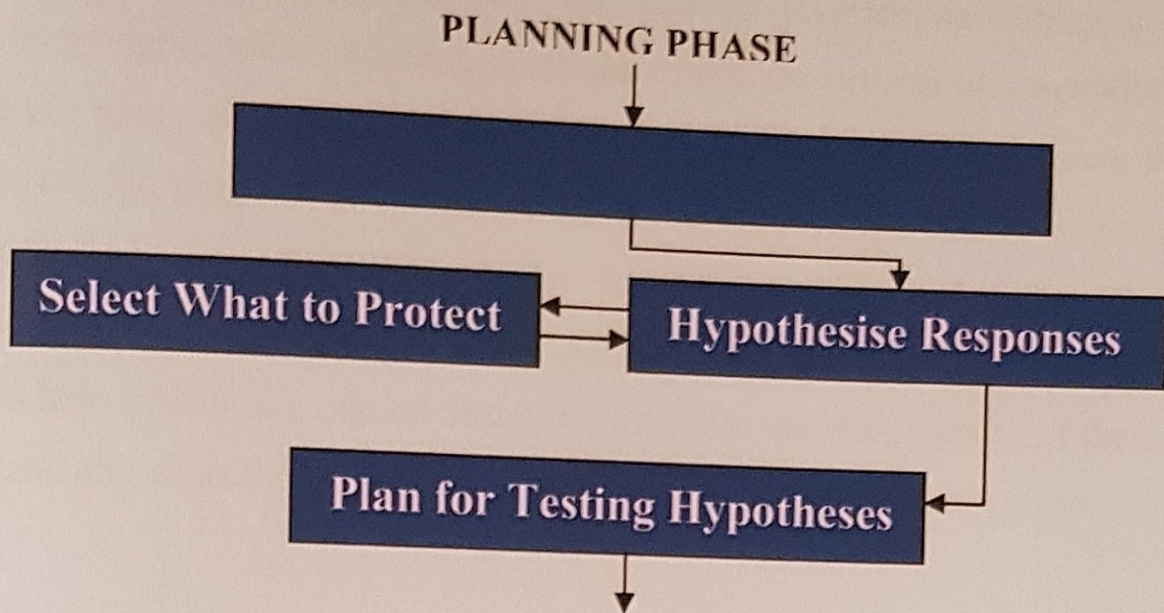 PLANNING PHASE
Select What to Protect
Hypothesise Responses
Plan for Testing Hypotheses